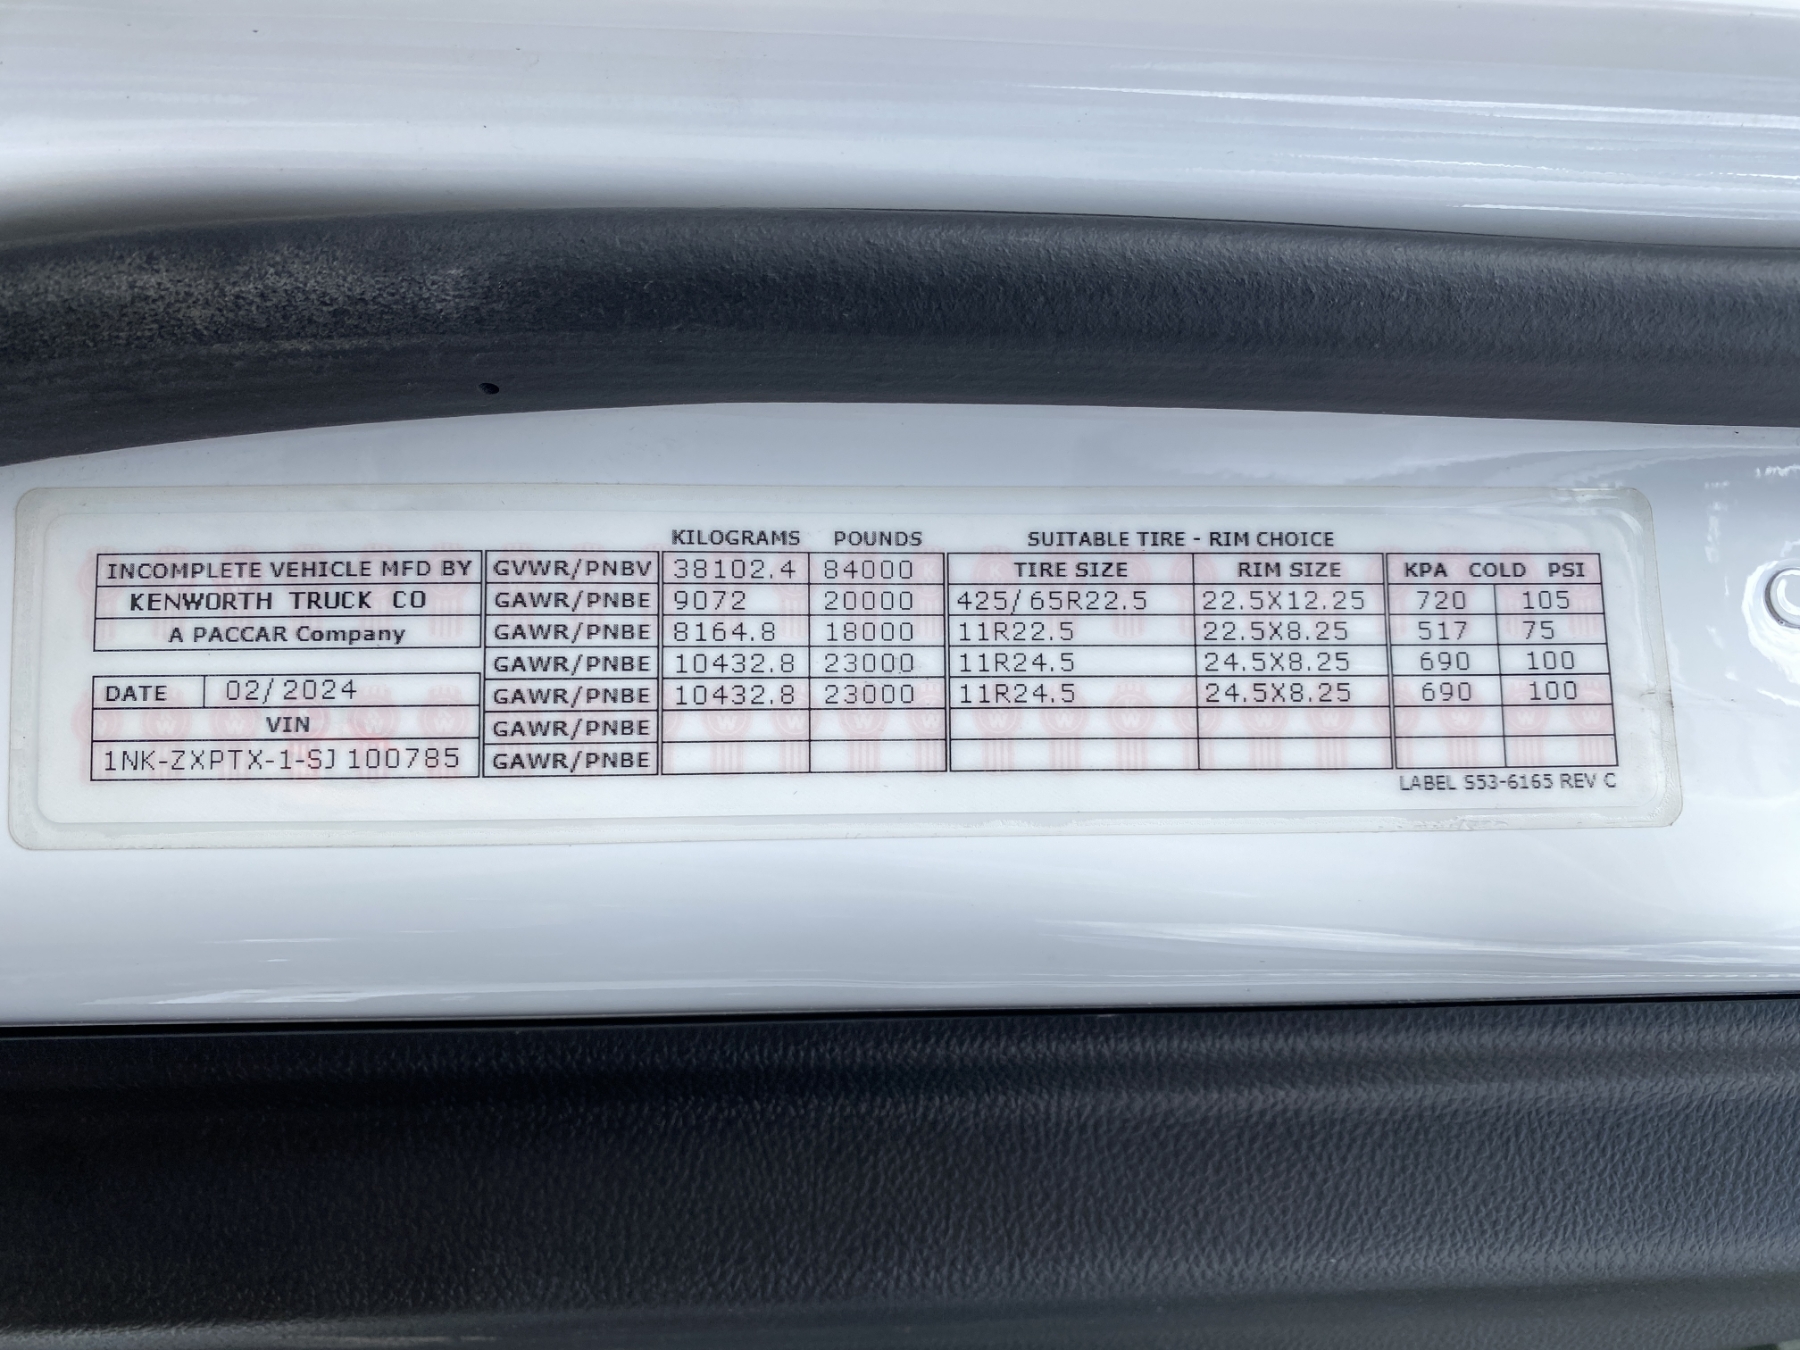 KILOGRAMS POUNDS SUITABLE TIRE - RIM CHOICE
INCOMPLETE VEHICLE MFD BY GVWR/PNBV 38102.4 84000 TIRE SIZE RIM SIZE KPA COLD PSI
KENWORTH TRUCK CO GAWR/PNBE 9072 20000 425/65R22.5 22.5X12.25 720 105
A PACCAR Company GAWR/PNBE 8164.8 18000 11R22.5 22.5X8.25 517 75
GAWR/PNBE 10432.8 23000 11R24.5 24.5X8.25 690 100
DATE 02/2024 GAWR/PNBE 10432.8 23000 11R24.5 24.5X8.25 690 100
VIN GAWR/PNBE
1NK-ZXPTX-1-SJ100785 GAWR/PNBE
LABEL S53-6165 REV C